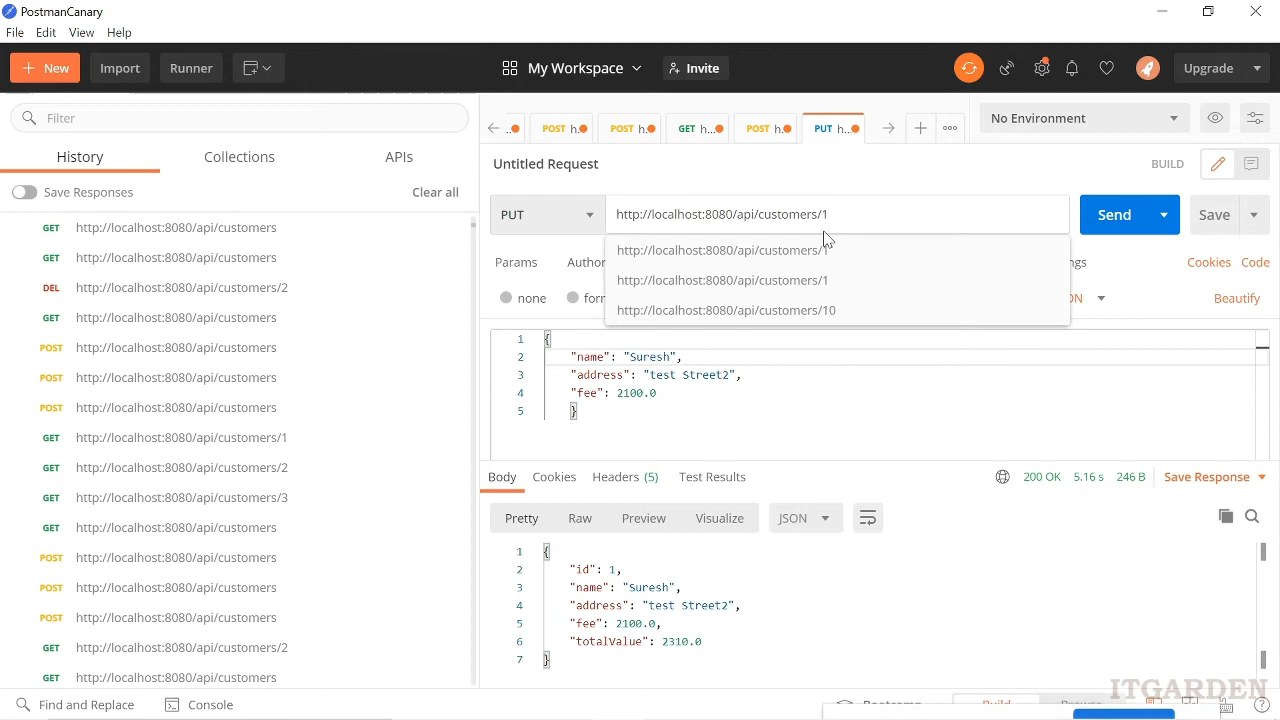 PostmanCanary
File Edit View Help
New Import Runner My Workspace Invite Upgrade
Filter
History Collections APIs
Save Responses Clear all
GET http://localhost:8080/api/customers
GET http://localhost:8080/api/customers
DEL http://localhost:8080/api/customers/2
GET http://localhost:8080/api/customers
POST http://localhost:8080/api/customers
POST http://localhost:8080/api/customers
POST http://localhost:8080/api/customers
GET http://localhost:8080/api/customers/1
GET http://localhost:8080/api/customers/2
GET http://localhost:8080/api/customers/3
GET http://localhost:8080/api/customers
POST http://localhost:8080/api/customers
POST http://localhost:8080/api/customers
POST http://localhost:8080/api/customers
GET http://localhost:8080/api/customers/2
GET http://localhost:8080/api/customers
Find and Replace Console
... POST h... POST h... GET h... POST h... PUT h... No Environment
Untitled Request BUILD
PUT http://localhost:8080/api/customers/1 Send Save
http://localhost:8080/api/customers/1
http://localhost:8080/api/customers/1
http://localhost:8080/api/customers/10
Params Cookies Code
none Beautify
1 {
2 "name": "Suresh",
3 "address": "test Street2",
4 "fee": 2100.0
5 }
Body Cookies Headers (5) Test Results 200 OK 5.16 s 246 B Save Response
Pretty Raw Preview Visualize JSON
1 {
2 "id": 1,
3 "name": "Suresh",
4 "address": "test Street2",
5 "fee": 2100.0,
6 "totalValue": 2310.0
7 }
ITGARDEN